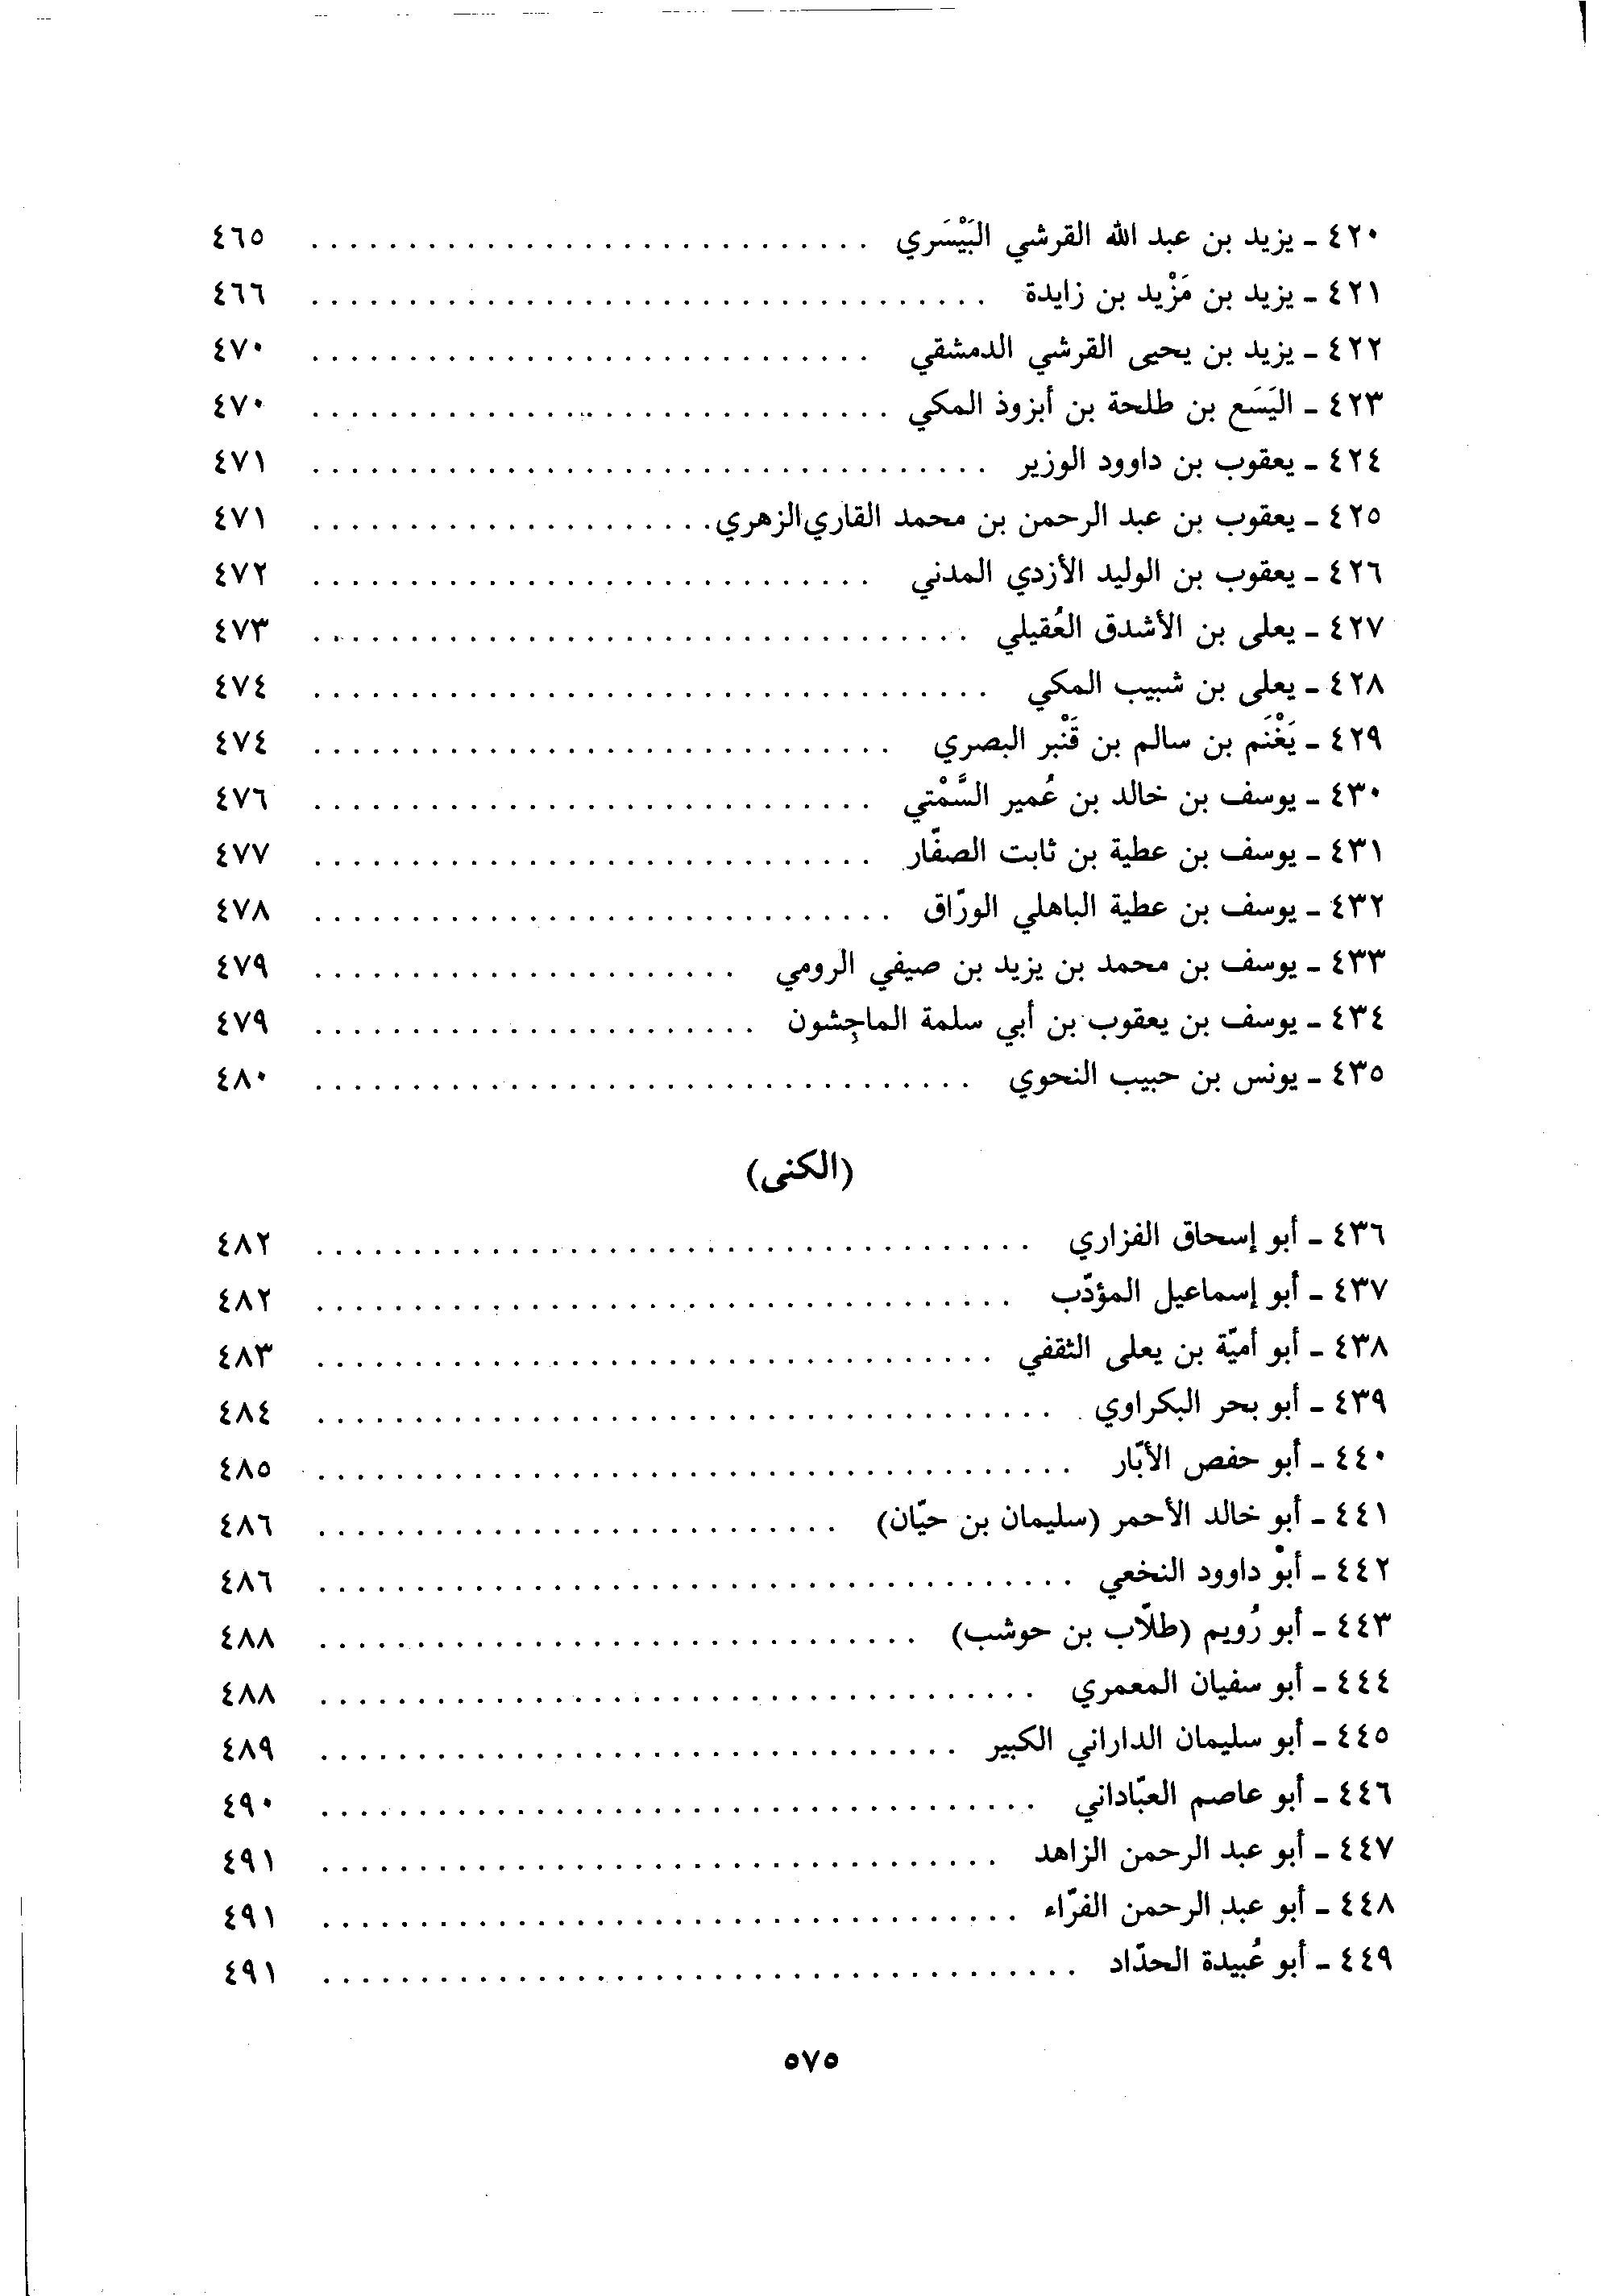 ٤٢٠ - يزيد بن عبد الله القرشي البَيْسَري . . . . . . . . . . . . . . . . . . . . ٤٦٥
٤٢١ - يزيد بن مَزْيد بن زايدة . . . . . . . . . . . . . . . . . . . . ٤٦٦
٤٢٢ - يزيد بن يحيى القرشي الدمشقي . . . . . . . . . . . . . . . . . . . . ٤٧٠
٤٢٣ - اليَسَع بن طلحة بن أبزوذ المكي . . . . . . . . . . . . . . . . . . . . ٤٧٠
٤٢٤ - يعقوب بن داوود الوزير . . . . . . . . . . . . . . . . . . . . ٤٧١
٤٢٥ - يعقوب بن عبد الرحمن بن محمد القاري الزهري . . . . . . . . . . . . . . . . . . . . ٤٧١
٤٢٦ - يعقوب بن الوليد الأزدي المدني . . . . . . . . . . . . . . . . . . . . ٤٧٢
٤٢٧ - يعلى بن الأشدق العُقيلي . . . . . . . . . . . . . . . . . . . . ٤٧٣
٤٢٨ - يعلى بن شبيب المكي . . . . . . . . . . . . . . . . . . . . ٤٧٤
٤٢٩ - يَغْنَم بن سالم بن قَنْبر البصري . . . . . . . . . . . . . . . . . . . . ٤٧٤
٤٣٠ - يوسف بن خالد بن عُمير السَّمْتي . . . . . . . . . . . . . . . . . . . . ٤٧٦
٤٣١ - يوسف بن عطية بن ثابت الصفّار . . . . . . . . . . . . . . . . . . . . ٤٧٧
٤٣٢ - يوسف بن عطية الباهلي الورّاق . . . . . . . . . . . . . . . . . . . . ٤٧٨
٤٣٣ - يوسف بن محمد بن يزيد بن صيفي الرومي . . . . . . . . . . . . . . . . . . . . ٤٧٩
٤٣٤ - يوسف بن يعقوب بن أبي سلمة الماجِشون . . . . . . . . . . . . . . . . . . . . ٤٧٩
٤٣٥ - يونس بن حبيب النحوي . . . . . . . . . . . . . . . . . . . . ٤٨٠
(الكنى)
٤٣٦ - أبو إسحاق الفزاري . . . . . . . . . . . . . . . . . . . . ٤٨٢
٤٣٧ - أبو إسماعيل المؤدّب . . . . . . . . . . . . . . . . . . . . ٤٨٢
٤٣٨ - أبو أميّة بن يعلى الثقفي . . . . . . . . . . . . . . . . . . . . ٤٨٣
٤٣٩ - أبو بحر البكراوي . . . . . . . . . . . . . . . . . . . . ٤٨٤
٤٤٠ - أبو حفص الأبّار . . . . . . . . . . . . . . . . . . . . ٤٨٥
٤٤١ - أبو خالد الأحمر (سليمان بن حيّان) . . . . . . . . . . . . . . . . . . . . ٤٨٦
٤٤٢ - أبوْ داوود النخعي . . . . . . . . . . . . . . . . . . . . ٤٨٦
٤٤٣ - أبو رُويم (طلّاب بن حوشب) . . . . . . . . . . . . . . . . . . . . ٤٨٨
٤٤٤ - أبو سفيان المعمري . . . . . . . . . . . . . . . . . . . . ٤٨٨
٤٤٥ - أبو سليمان الداراني الكبير . . . . . . . . . . . . . . . . . . . . ٤٨٩
٤٤٦ - أبو عاصم العبّاداني . . . . . . . . . . . . . . . . . . . . ٤٩٠
٤٤٧ - أبو عبد الرحمن الزاهد . . . . . . . . . . . . . . . . . . . . ٤٩١
٤٤٨ - أبو عبد الرحمن الفرّاء . . . . . . . . . . . . . . . . . . . . ٤٩١
٤٤٩ - أبو عُبيدة الحدّاد . . . . . . . . . . . . . . . . . . . . ٤٩١
٥٧٥